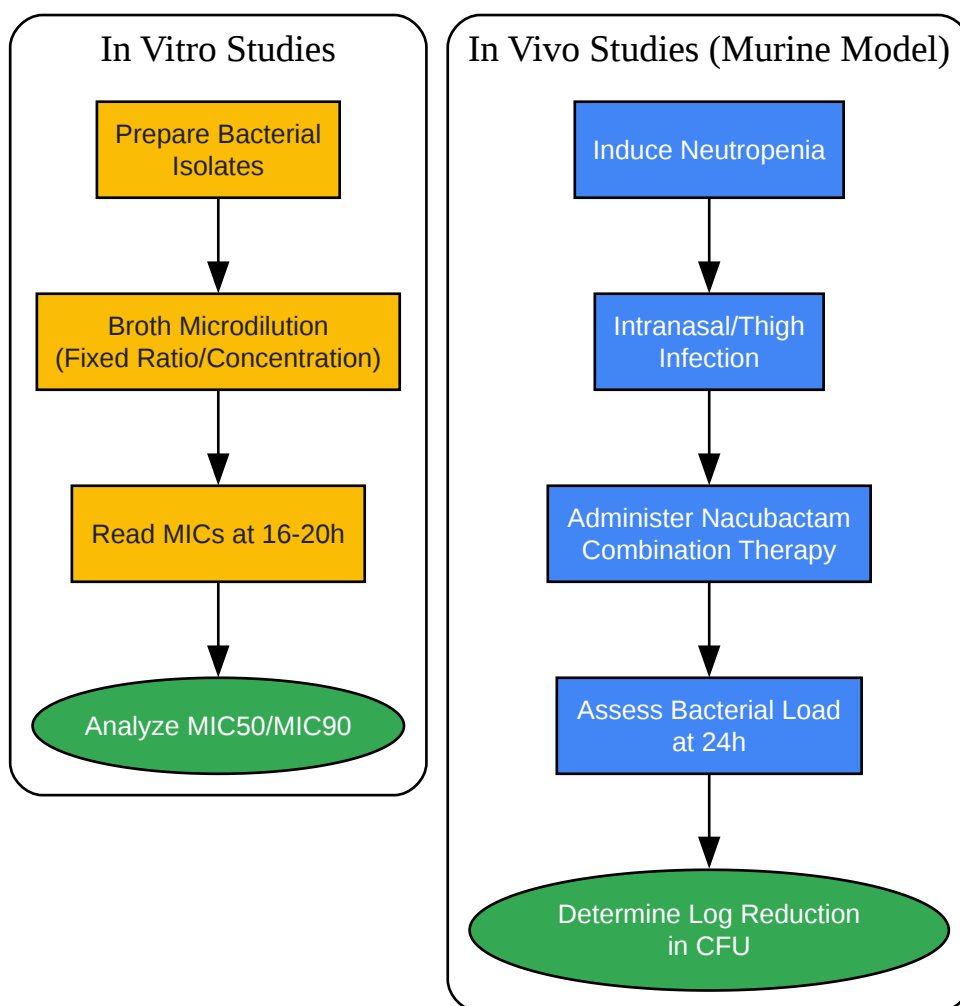 In Vitro Studies
Prepare Bacterial
Isolates
Broth Microdilution
(Fixed Ratio/Concentration)
Read MICs at 16-20h
Analyze MIC50/MIC90
In Vivo Studies (Murine Model)
Induce Neutropenia
Intranasal/Thigh
Infection
Administer Nacubactam
Combination Therapy
Assess Bacterial Load
at 24h
Determine Log Reduction
in CFU